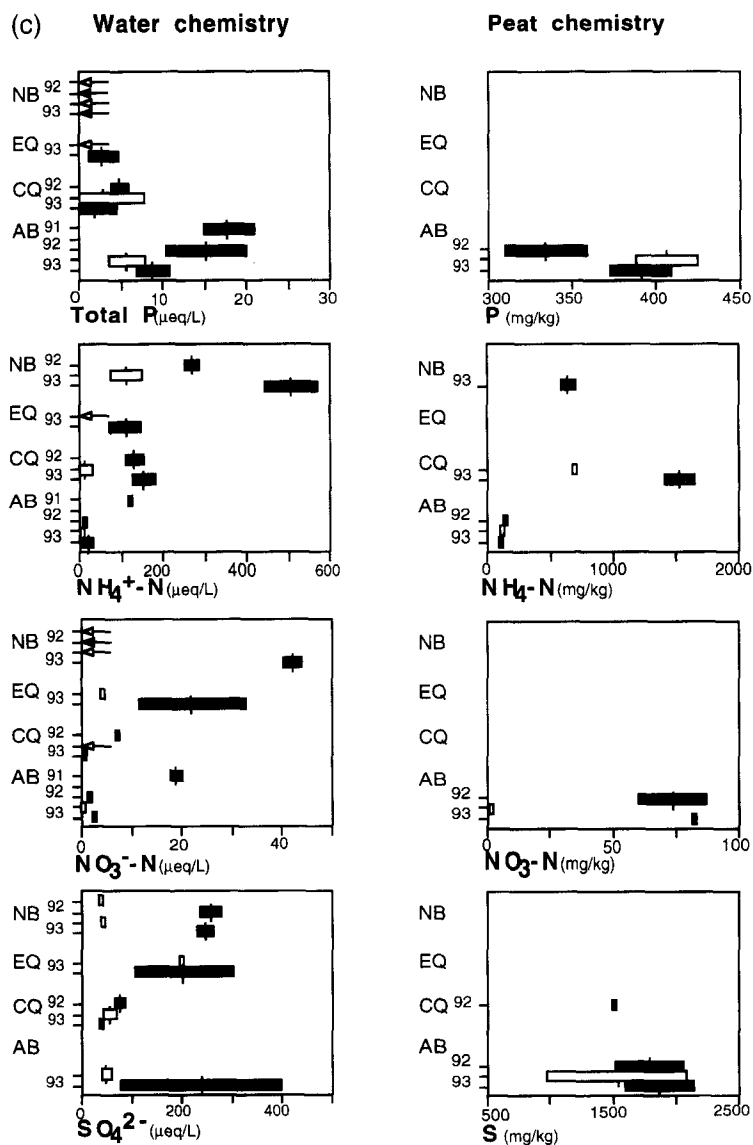 (c) Water chemistry Peat chemistry
NB 92 93
EQ 93
CQ 92 93
AB 91 92 93
0 10 20 30
Total P (μeq/L)
NB
EQ
CQ
AB 92 93
300 350 400 450
P (mg/kg)
NB 92 93
EQ 93
CQ 92 93
AB 91 92 93
0 200 400 600
NH₄⁺-N (μeq/L)
NB 93
EQ
CQ 93
AB 92 93
0 1000 2000
NH₄-N (mg/kg)
NB 92 93
EQ 93
CQ 92 93
AB 91 92 93
0 20 40
NO₃⁻-N (μeq/L)
NB
EQ
CQ
AB 92 93
0 50 100
NO₃-N (mg/kg)
NB 92 93
EQ 93
CQ 92 93
AB 93
0 200 400
SO₄²⁻ (μeq/L)
NB
EQ
CQ 92
AB 92 93
500 1500 2500
S (mg/kg)